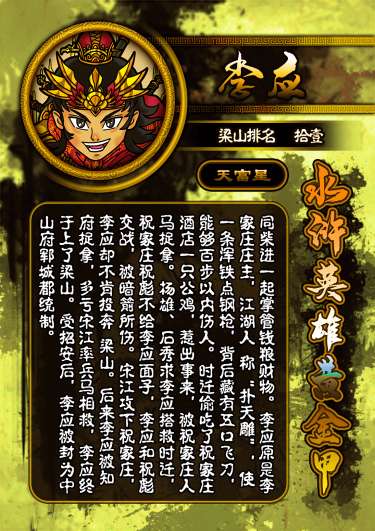 李应
梁山排名 拾壹
天富星
水浒英雄黄金甲
同柴进一起掌管钱粮财物。李应原是李
家庄庄主，江湖人 称“扑天雕”，使
一条浑铁点钢枪，背后藏有五口飞刀，
能够百步以内伤人。时迁偷吃了祝家庄
酒店一只公鸡，惹出事来，被祝家庄人
马捉拿。杨雄、石秀求李应搭救时迁，
祝家庄祝彪不给李应面子，李应和祝彪
交战，被暗箭所伤。宋江攻下祝家庄，
李应却不肯投奔 梁山。后来李应被知
府捉拿，多亏宋江率兵马相救，李应终
于上了梁山。受招安后，李应被封为中
山府郓城都统制。